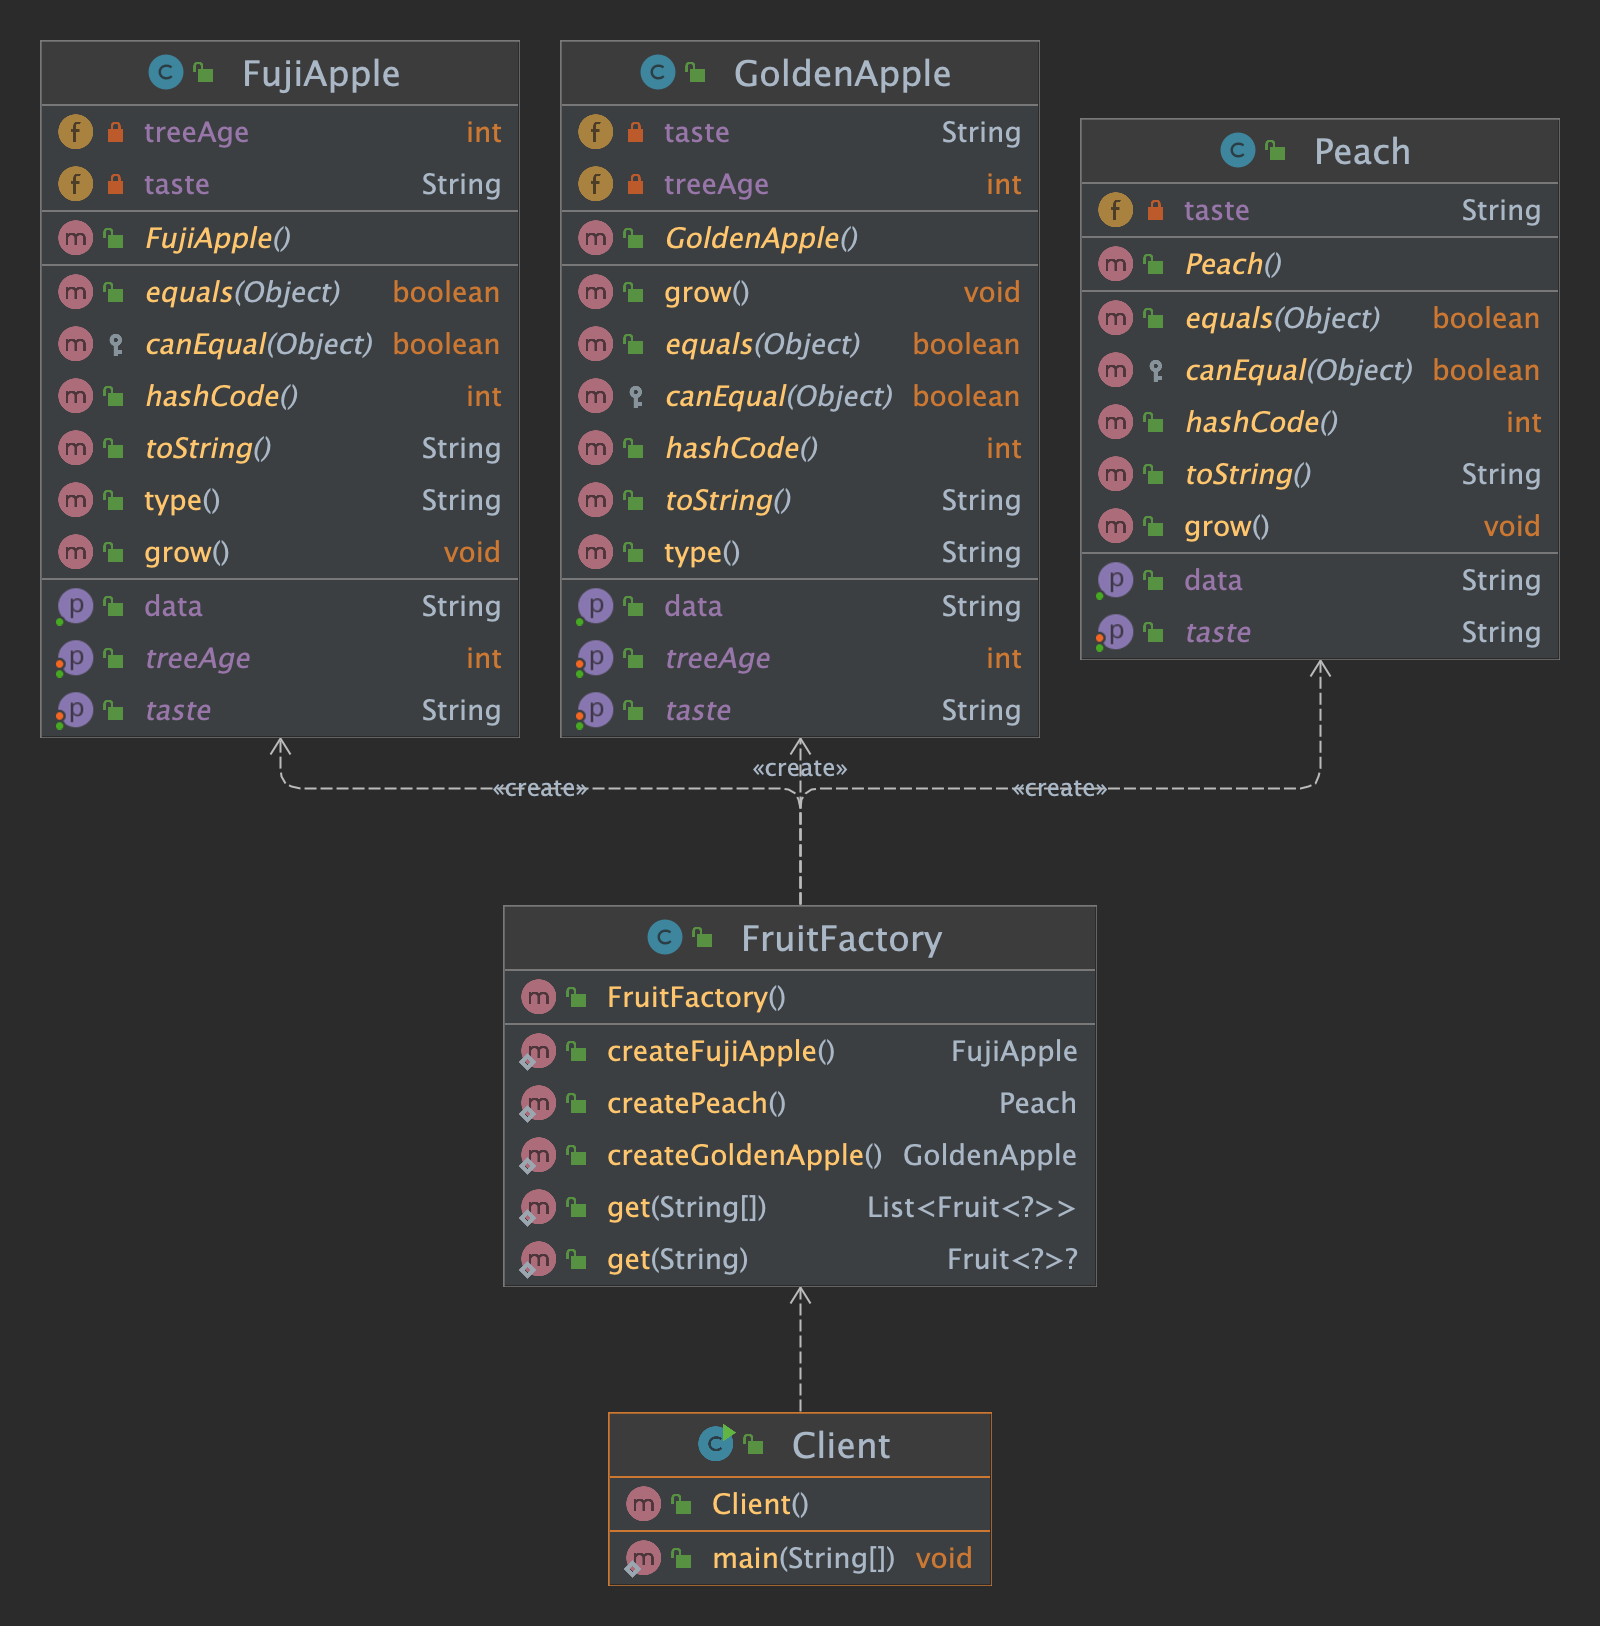 FujiApple
treeAge int
taste String
FujiApple()
equals(Object) boolean
canEqual(Object) boolean
hashCode() int
toString() String
type() String
grow() void
data String
treeAge int
taste String
GoldenApple
taste String
treeAge int
GoldenApple()
grow() void
equals(Object) boolean
canEqual(Object) boolean
hashCode() int
toString() String
type() String
data String
treeAge int
taste String
Peach
taste String
Peach()
equals(Object) boolean
canEqual(Object) boolean
hashCode() int
toString() String
grow() void
data String
taste String
«create»
«create»
«create»
FruitFactory
FruitFactory()
createFujiApple() FujiApple
createPeach() Peach
createGoldenApple() GoldenApple
get(String[]) List<Fruit<?>>
get(String) Fruit<?>?
Client
Client()
main(String[]) void